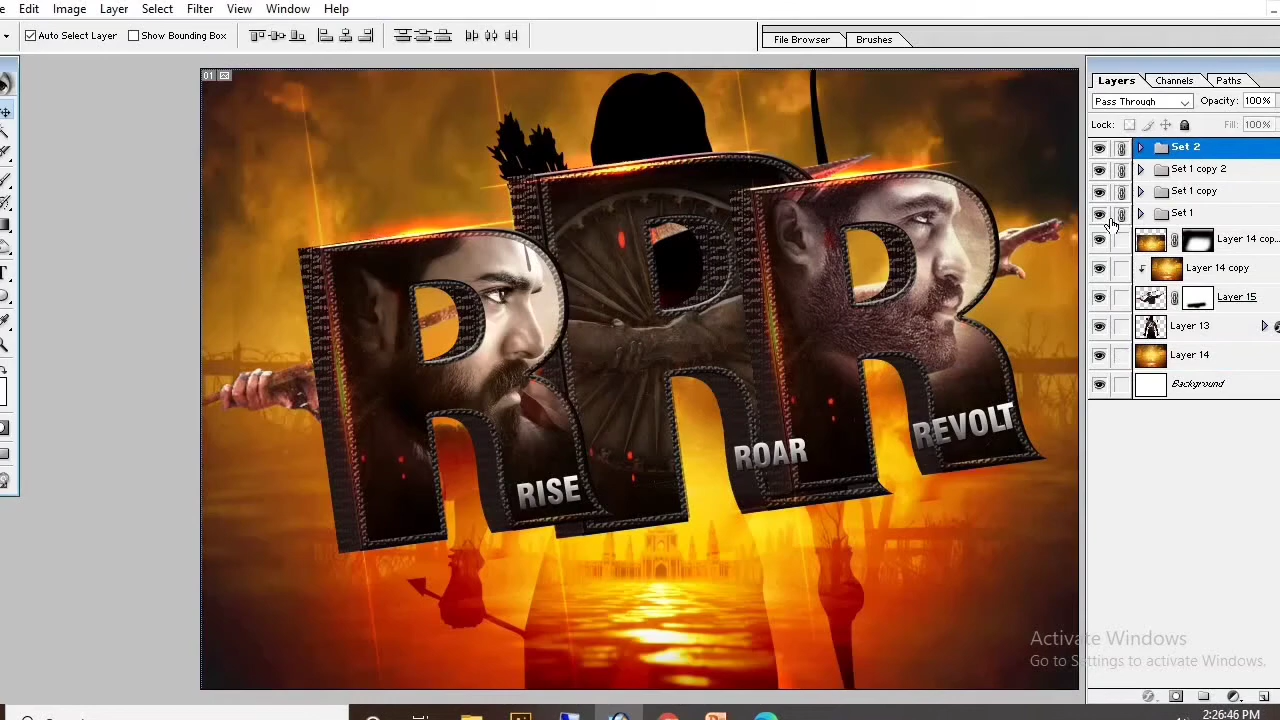 Edit Image Layer Select Filter View Window Help
Auto Select Layer Show Bounding Box File Browser Brushes
01
Layers Channels Paths
Pass Through Opacity: 100%
Lock: Fill: 100%
Set 2
Set 1 copy 2
Set 1 copy
Set 1
Layer 14 cop...
Layer 14 copy
Layer 15
Layer 13
Layer 14
Background
RRR
RISE
ROAR
REVOLT
Activate Windows
Go to Settings to activate Windows.
2:26:46 PM